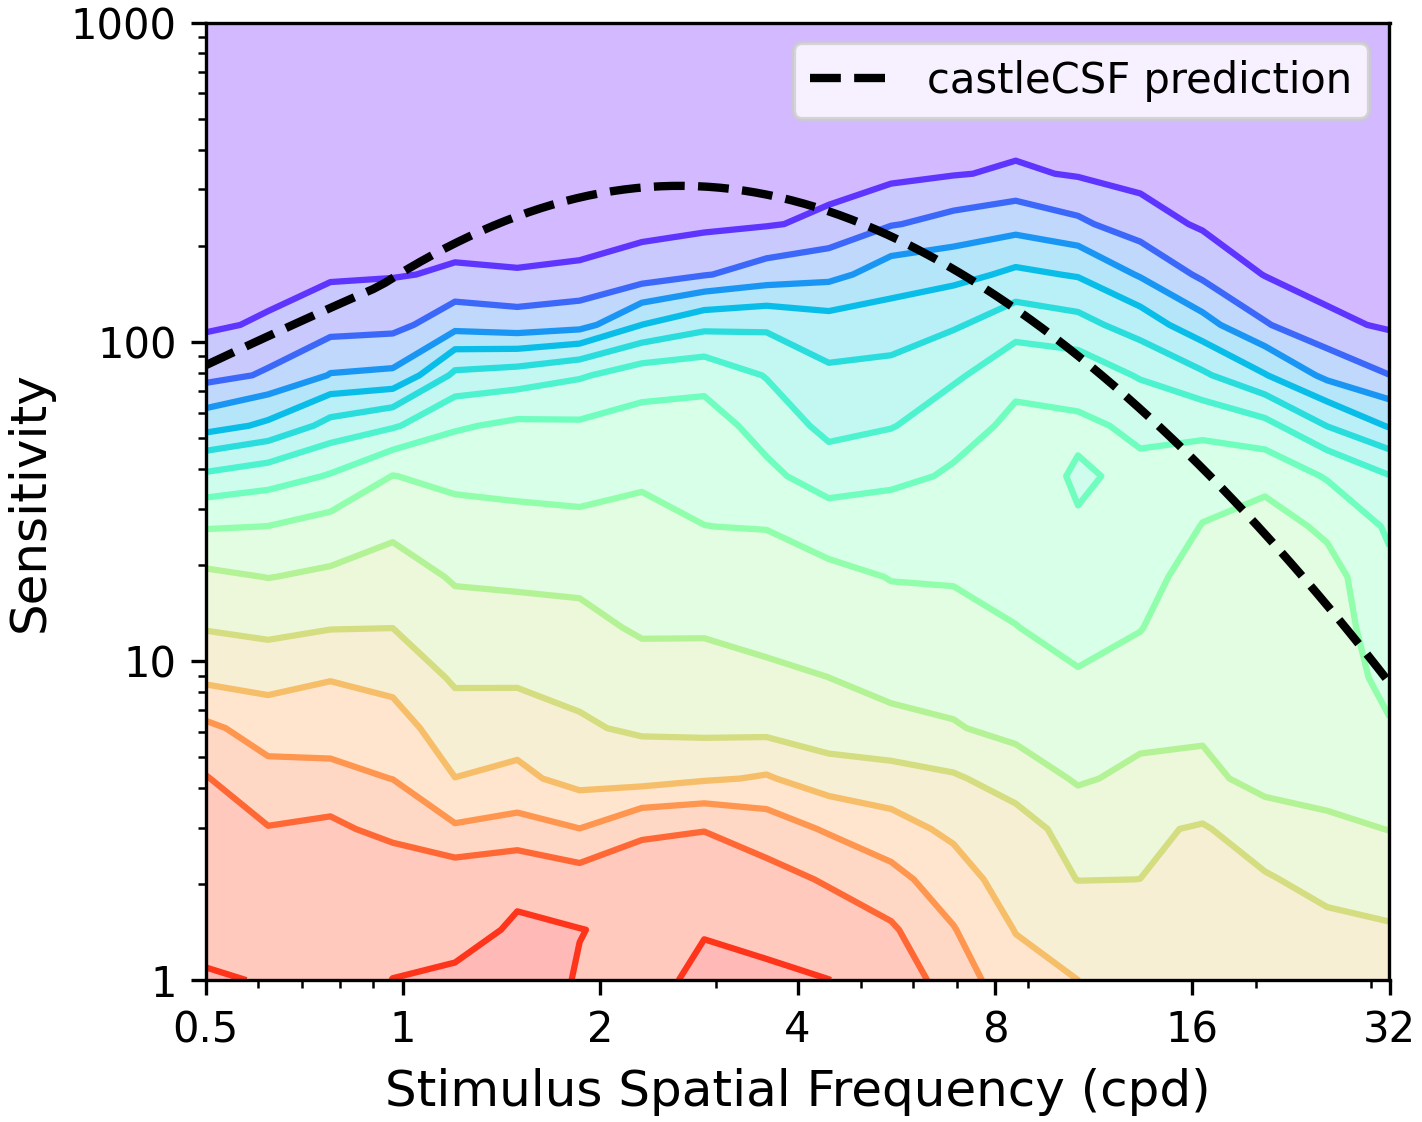 1000
100
10
1
Sensitivity
castleCSF prediction
0.5 1 2 4 8 16 32
Stimulus Spatial Frequency (cpd)